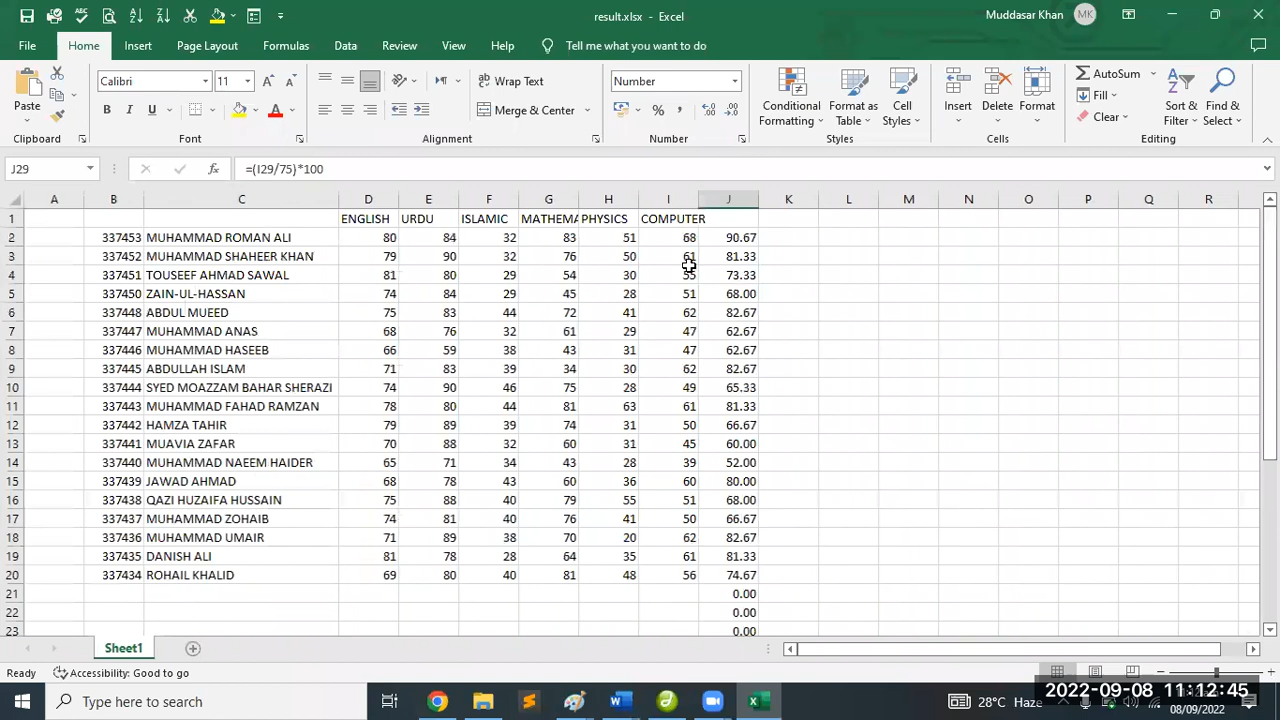 result.xlsx - Excel
Muddasar Khan MK
File Home Insert Page Layout Formulas Data Review View Help Tell me what you want to do
Paste
Calibri 11
B I U A
Wrap Text
Merge & Center
Number
Conditional Formatting
Format as Table
Cell Styles
Insert Delete Format
AutoSum
Fill
Clear
Sort & Filter
Find & Select
Clipboard Font Alignment Number Styles Cells Editing
J29 fx =(I29/75)*100
A B C D E F G H I J K L M N O P Q R
1 ENGLISH URDU ISLAMIC MATHEMA PHYSICS COMPUTER
2 337453 MUHAMMAD ROMAN ALI 80 84 32 83 51 68 90.67
3 337452 MUHAMMAD SHAHEER KHAN 79 90 32 76 50 61 81.33
4 337451 TOUSEEF AHMAD SAWAL 81 80 29 54 30 55 73.33
5 337450 ZAIN-UL-HASSAN 74 84 29 45 28 51 68.00
6 337448 ABDUL MUEED 75 83 44 72 41 62 82.67
7 337447 MUHAMMAD ANAS 68 76 32 61 29 47 62.67
8 337446 MUHAMMAD HASEEB 66 59 38 43 31 47 62.67
9 337445 ABDULLAH ISLAM 71 83 39 34 30 62 82.67
10 337444 SYED MOAZZAM BAHAR SHERAZI 74 90 46 75 28 49 65.33
11 337443 MUHAMMAD FAHAD RAMZAN 78 80 44 81 63 61 81.33
12 337442 HAMZA TAHIR 79 89 39 74 31 50 66.67
13 337441 MUAVIA ZAFAR 70 88 32 60 31 45 60.00
14 337440 MUHAMMAD NAEEM HAIDER 65 71 34 43 28 39 52.00
15 337439 JAWAD AHMAD 68 78 43 60 36 60 80.00
16 337438 QAZI HUZAIFA HUSSAIN 75 88 40 79 55 51 68.00
17 337437 MUHAMMAD ZOHAIB 74 81 40 76 41 50 66.67
18 337436 MUHAMMAD UMAIR 71 89 38 70 20 62 82.67
19 337435 DANISH ALI 81 78 28 64 35 61 81.33
20 337434 ROHAIL KHALID 69 80 40 81 48 56 74.67
21 0.00
22 0.00
23 0.00
Sheet1
Ready Accessibility: Good to go
Type here to search
28°C Haze
2022-09-08 11:12:45
08/09/2022